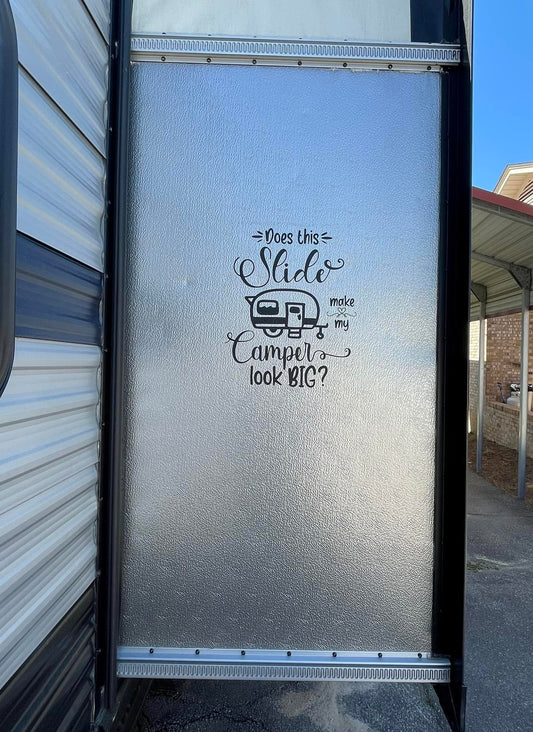 Does this
Slide
make
my
Camper
look BIG?